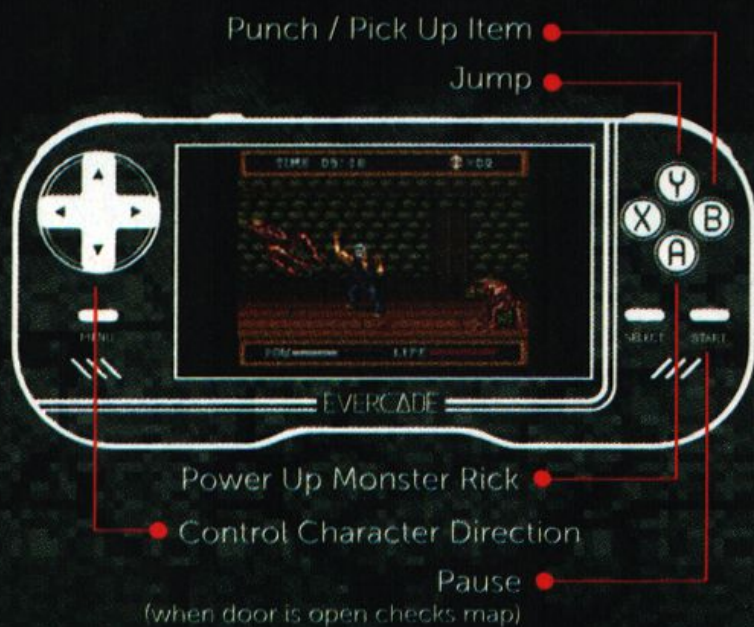 Punch / Pick Up Item
Jump
TIME
Y
X
B
A
MENU
SELECT
START
LIFE
EVERCADE
Power Up Monster Rick
Control Character Direction
Pause
(when door is open checks map)